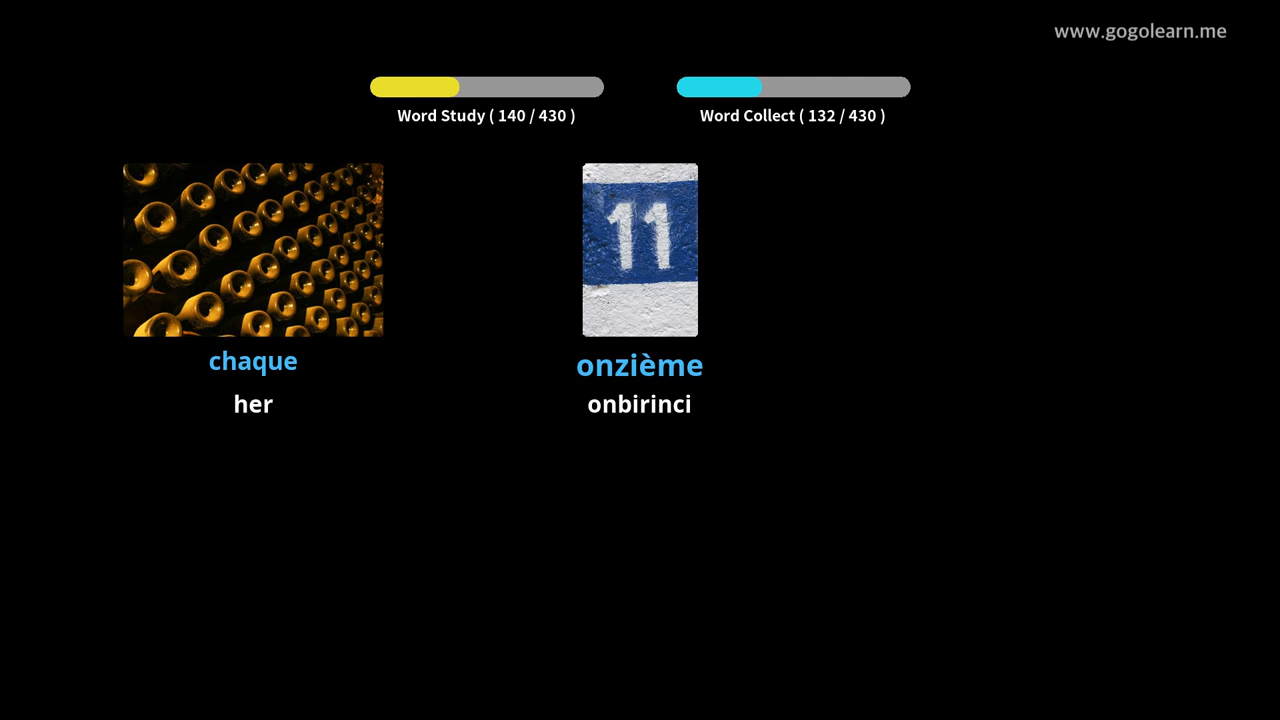 www.gogolearn.me
Word Study ( 140 / 430 )
Word Collect ( 132 / 430 )
11
chaque
her
onzième
onbirinci